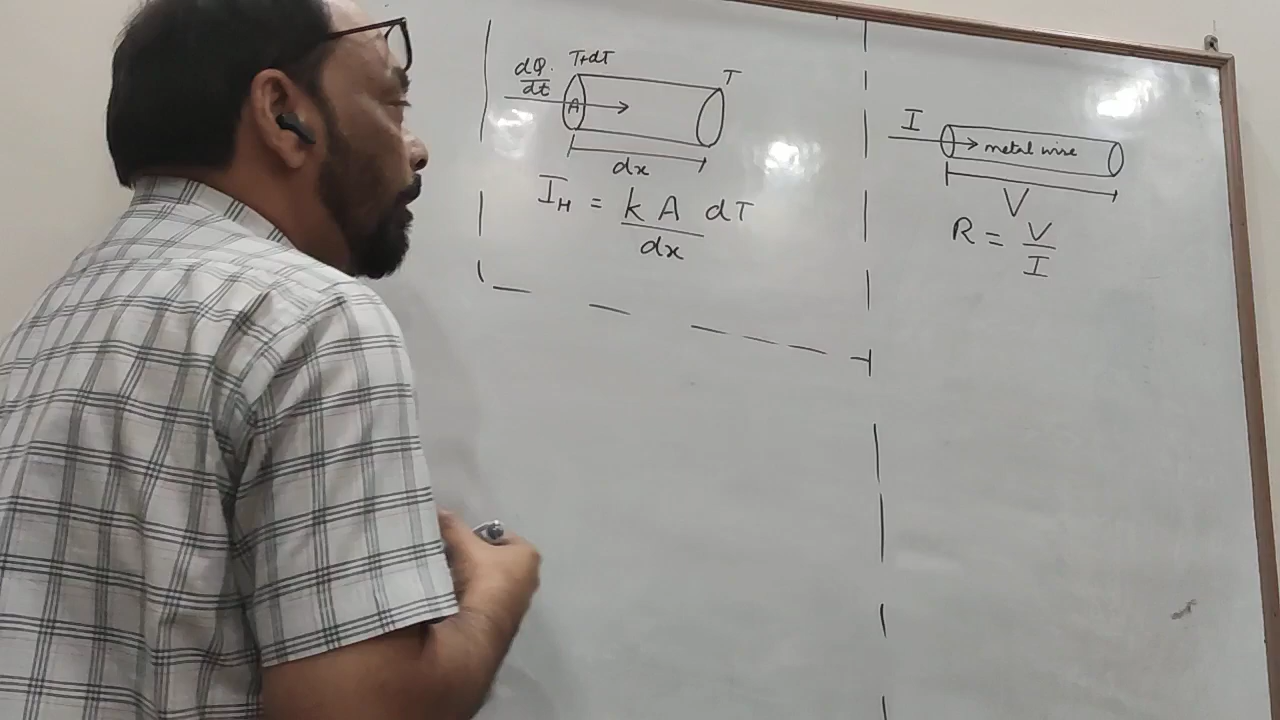 dQ/dt
T+dT
T
A
dx
I_H = k A/dx dT
I
metal wire
V
R = V/I